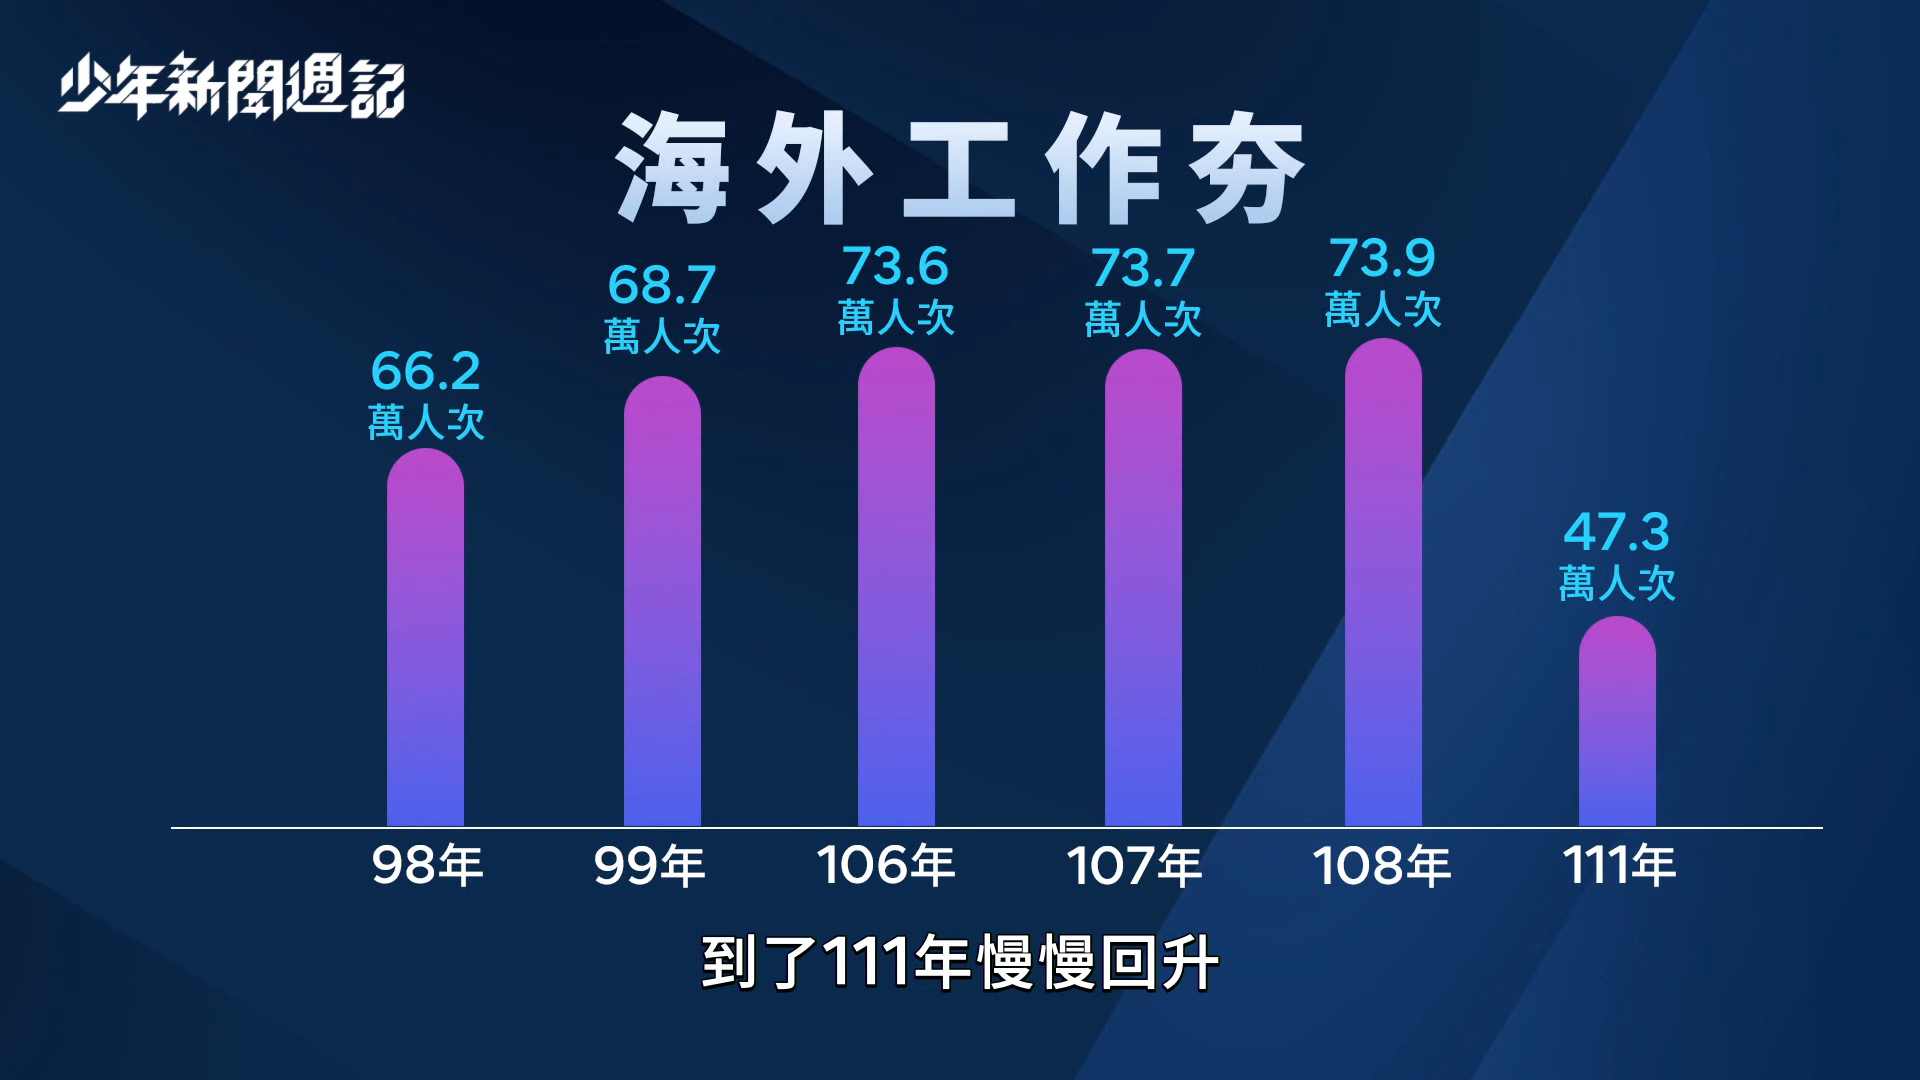 少年新聞週記
海外工作夯
66.2
萬人次
68.7
萬人次
73.6
萬人次
73.7
萬人次
73.9
萬人次
47.3
萬人次
98年
99年
106年
107年
108年
111年
到了111年慢慢回升